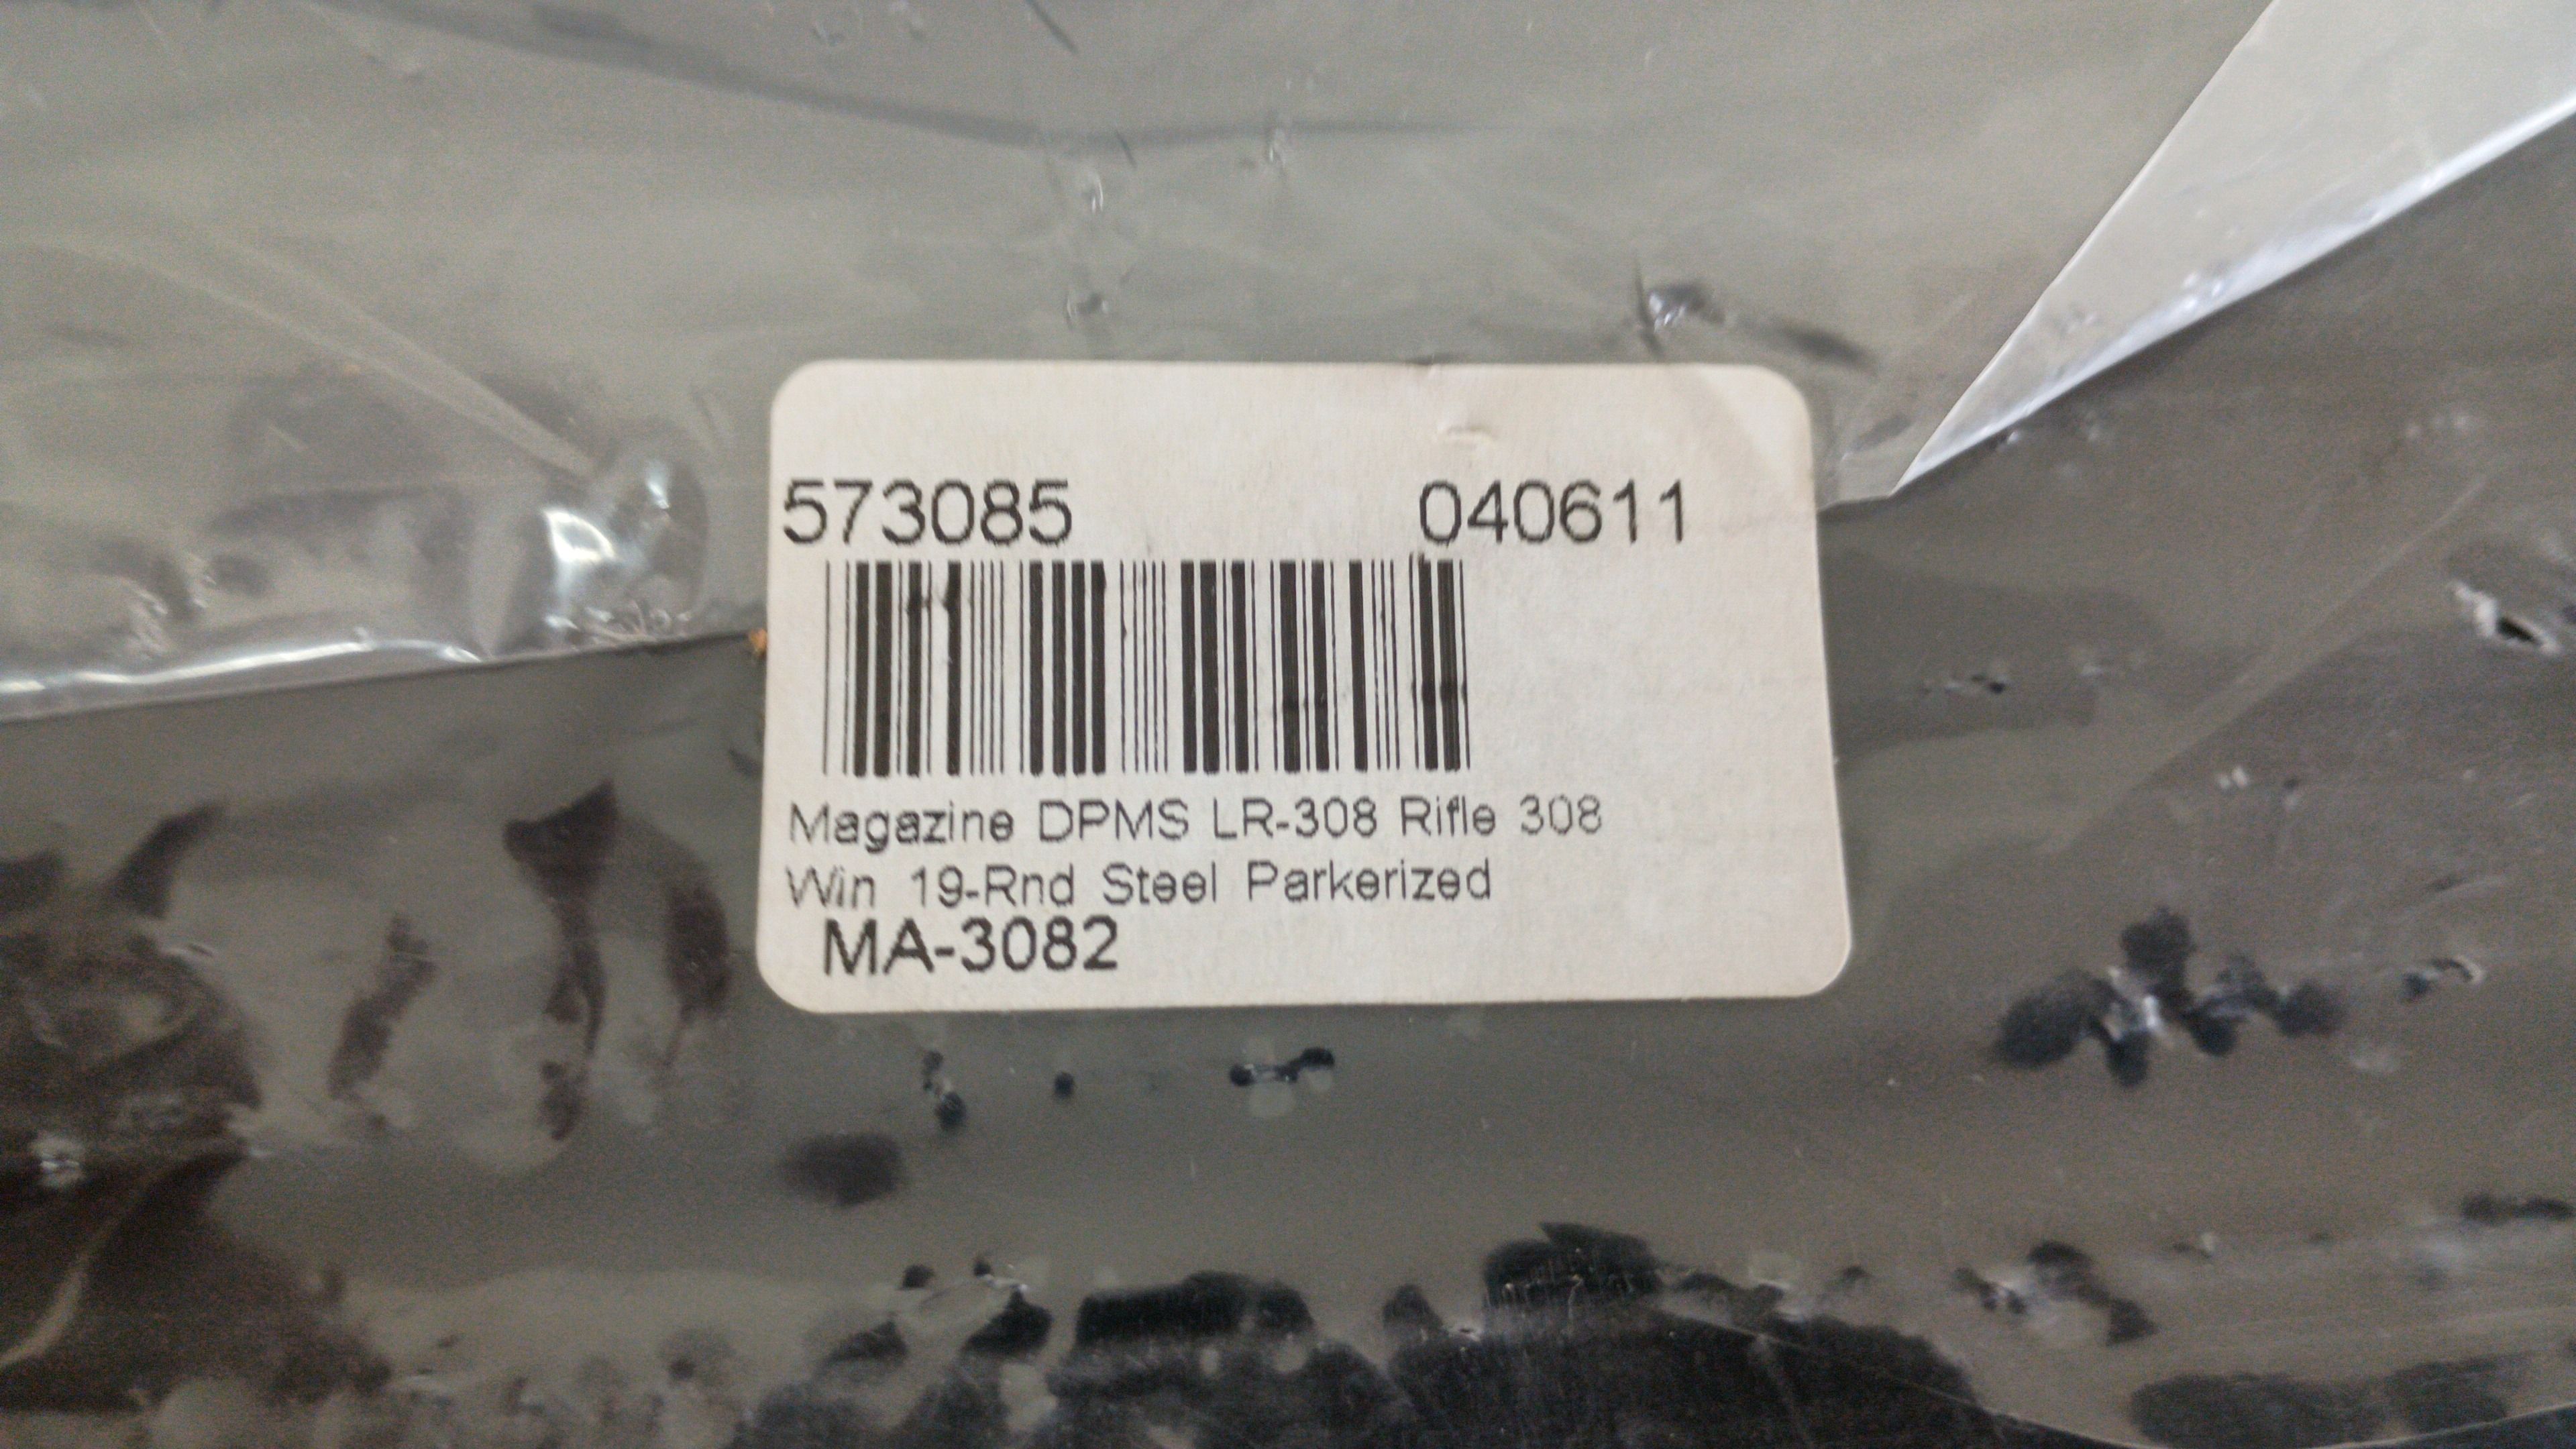 573085 040611
Magazine DPMS LR-308 Rifle 308
Win 19-Rnd Steel Parkerized
MA-3082